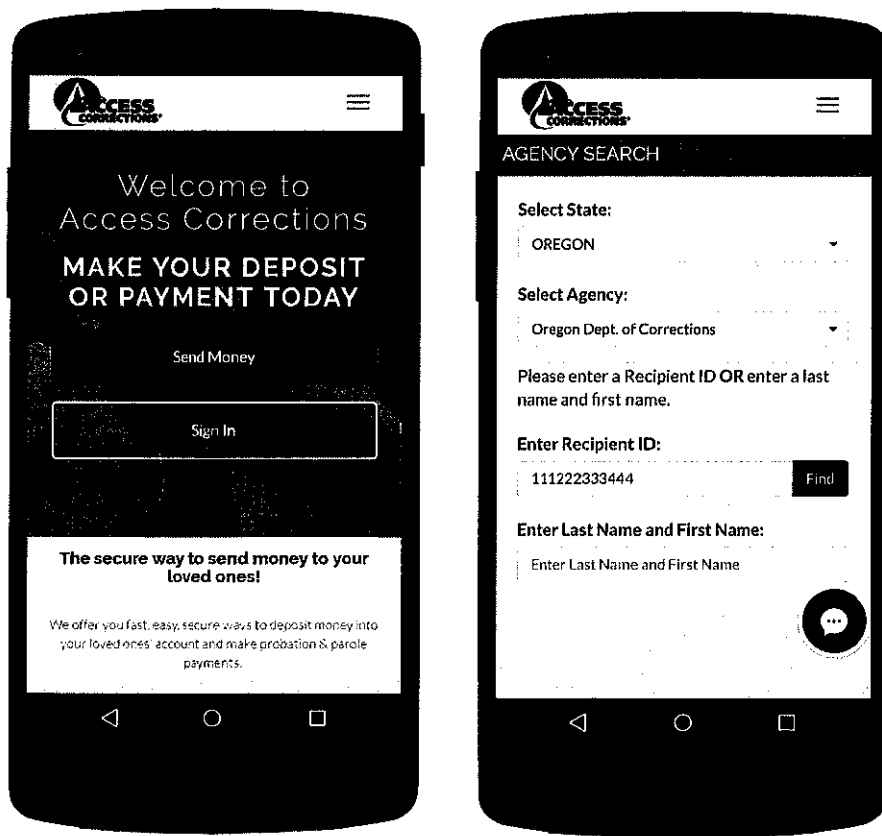 ACCESS
CORRECTIONS®
Welcome to
Access Corrections
MAKE YOUR DEPOSIT
OR PAYMENT TODAY
Send Money
Sign In
The secure way to send money to your
loved ones!
We offer you fast, easy, secure ways to deposit money into
your loved ones' account and make probation & parole
payments.
ACCESS
CORRECTIONS®
AGENCY SEARCH
Select State:
OREGON
Select Agency:
Oregon Dept. of Corrections
Please enter a Recipient ID OR enter a last
name and first name.
Enter Recipient ID:
111222333444
Find
Enter Last Name and First Name:
Enter Last Name and First Name